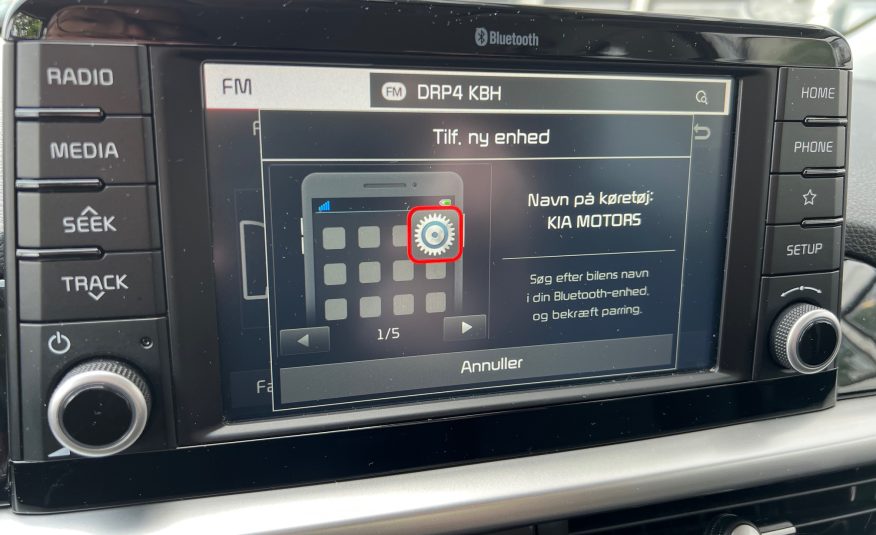 Bluetooth
RADIO
MEDIA
SEEK
TRACK
FM
FM DRP4 KBH
Tilf. ny enhed
Navn på køretøj:
KIA MOTORS
Søg efter bilens navn
i din Bluetooth-enhed,
og bekræft parring.
1/5
Annuller
HOME
PHONE
SETUP